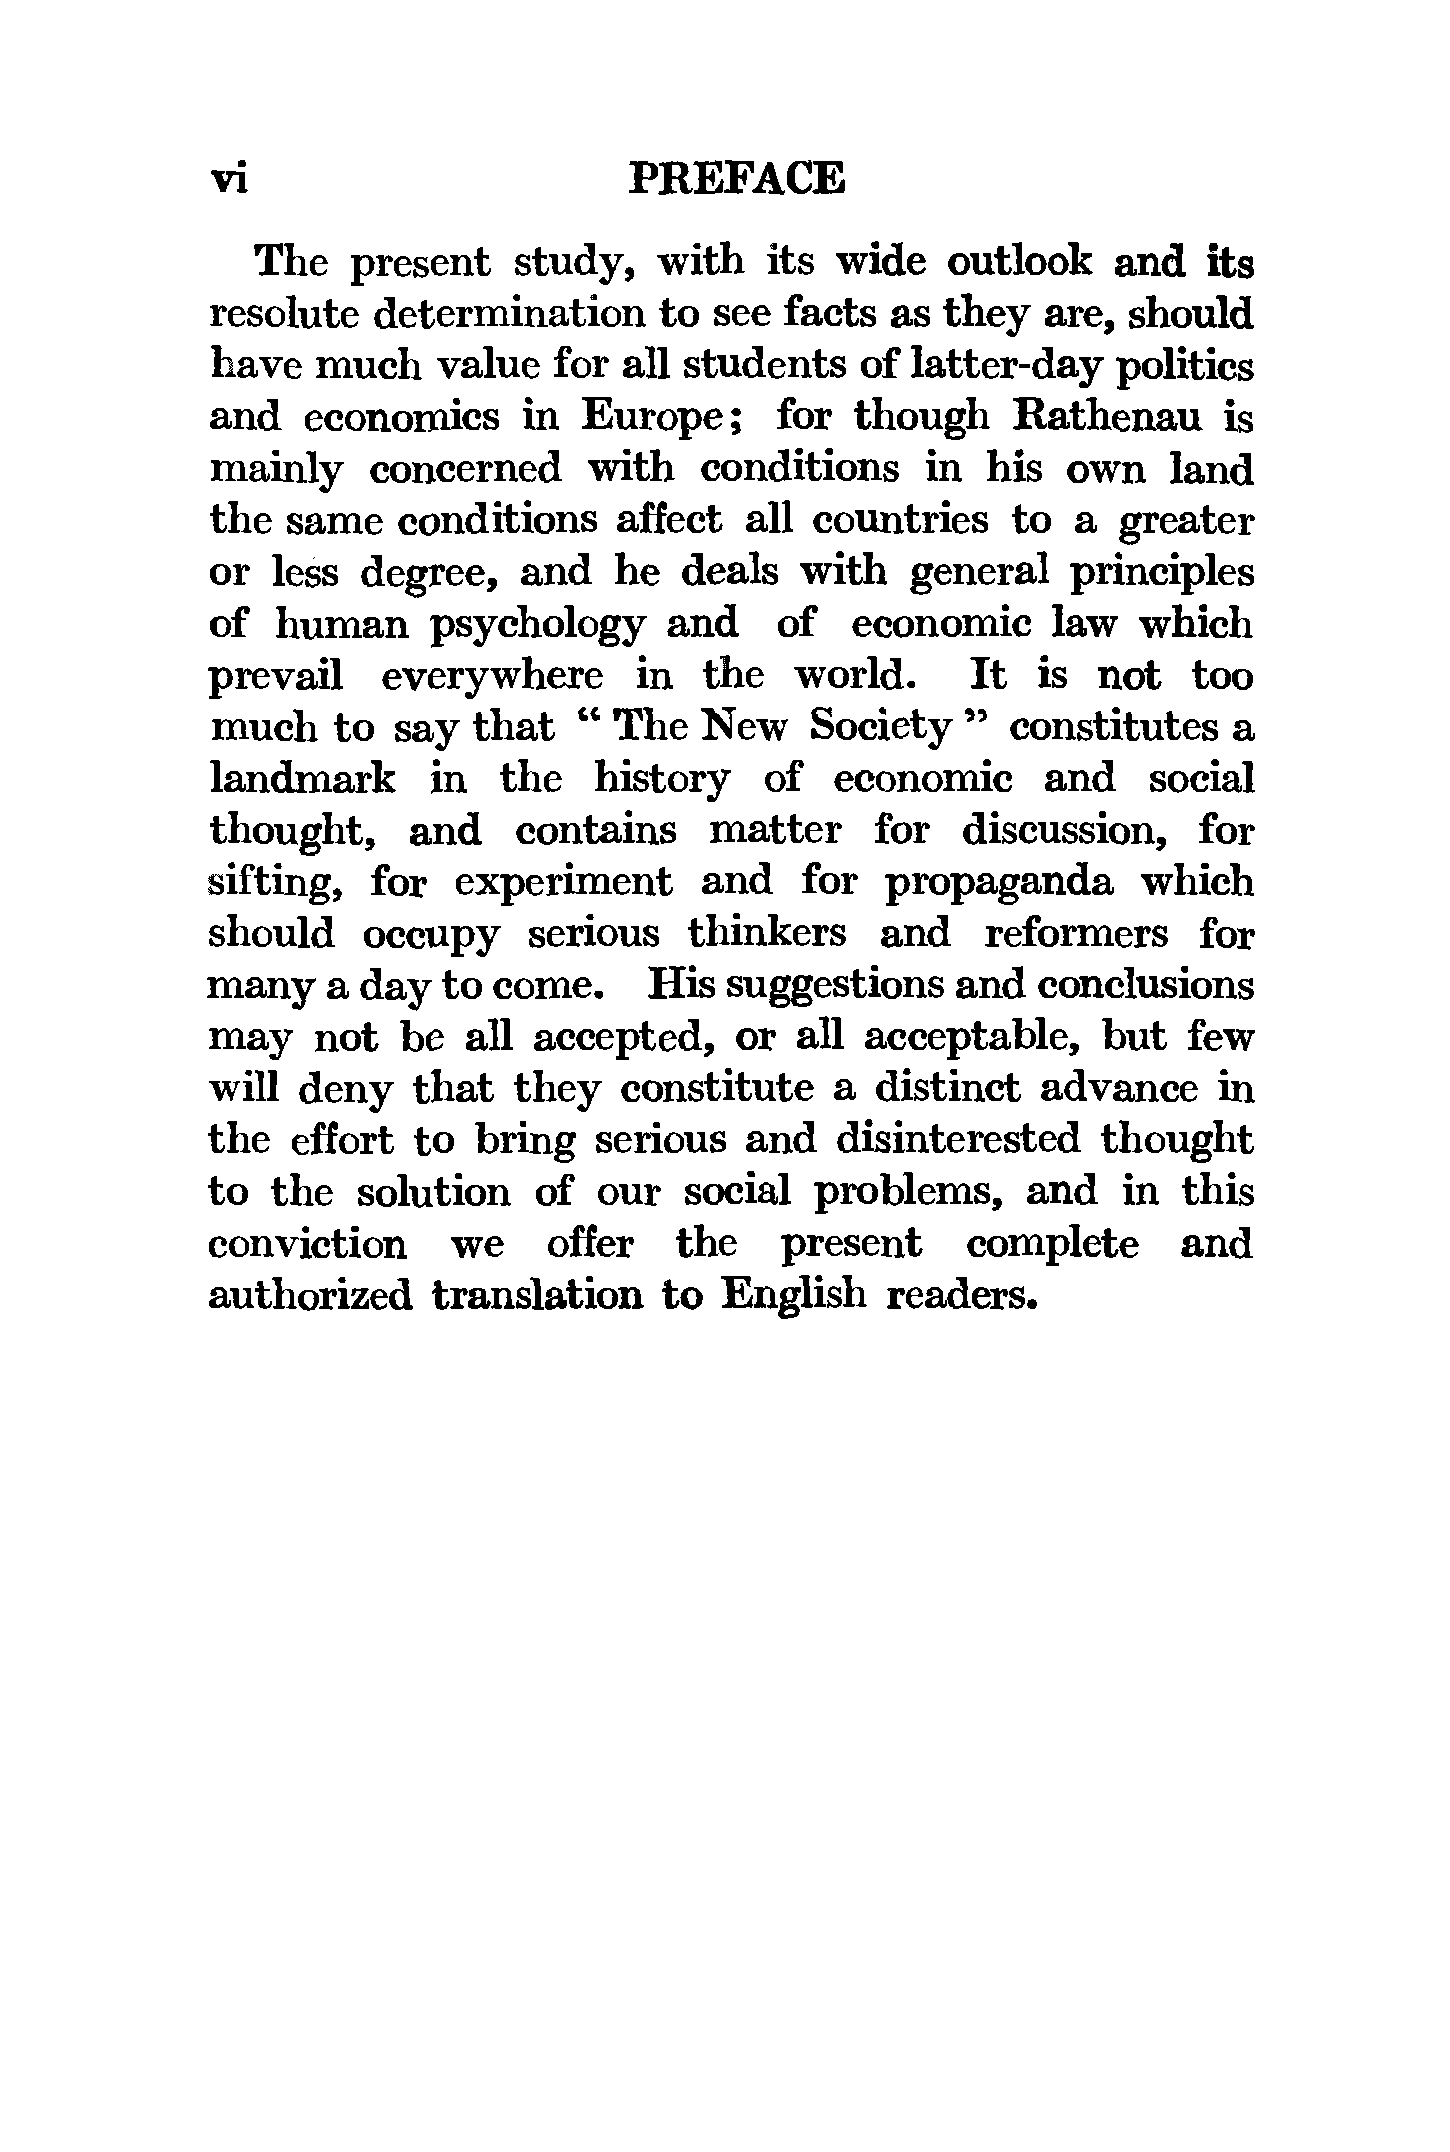 vi PREFACE
The present study, with its wide outlook and its
resolute determination to see facts as they are, should
have much value for all students of latter-day politics
and economics in Europe; for though Rathenau is
mainly concerned with conditions in his own land
the same conditions affect all countries to a greater
or less degree, and he deals with general principles
of human psychology and of economic law which
prevail everywhere in the world. It is not too
much to say that “ The New Society ” constitutes a
landmark in the history of economic and social
thought, and contains matter for discussion, for
sifting, for experiment and for propaganda which
should occupy serious thinkers and reformers for
many a day to come. His suggestions and conclusions
may not be all accepted, or all acceptable, but few
will deny that they constitute a distinct advance in
the effort to bring serious and disinterested thought
to the solution of our social problems, and in this
conviction we offer the present complete and
authorized translation to English readers.